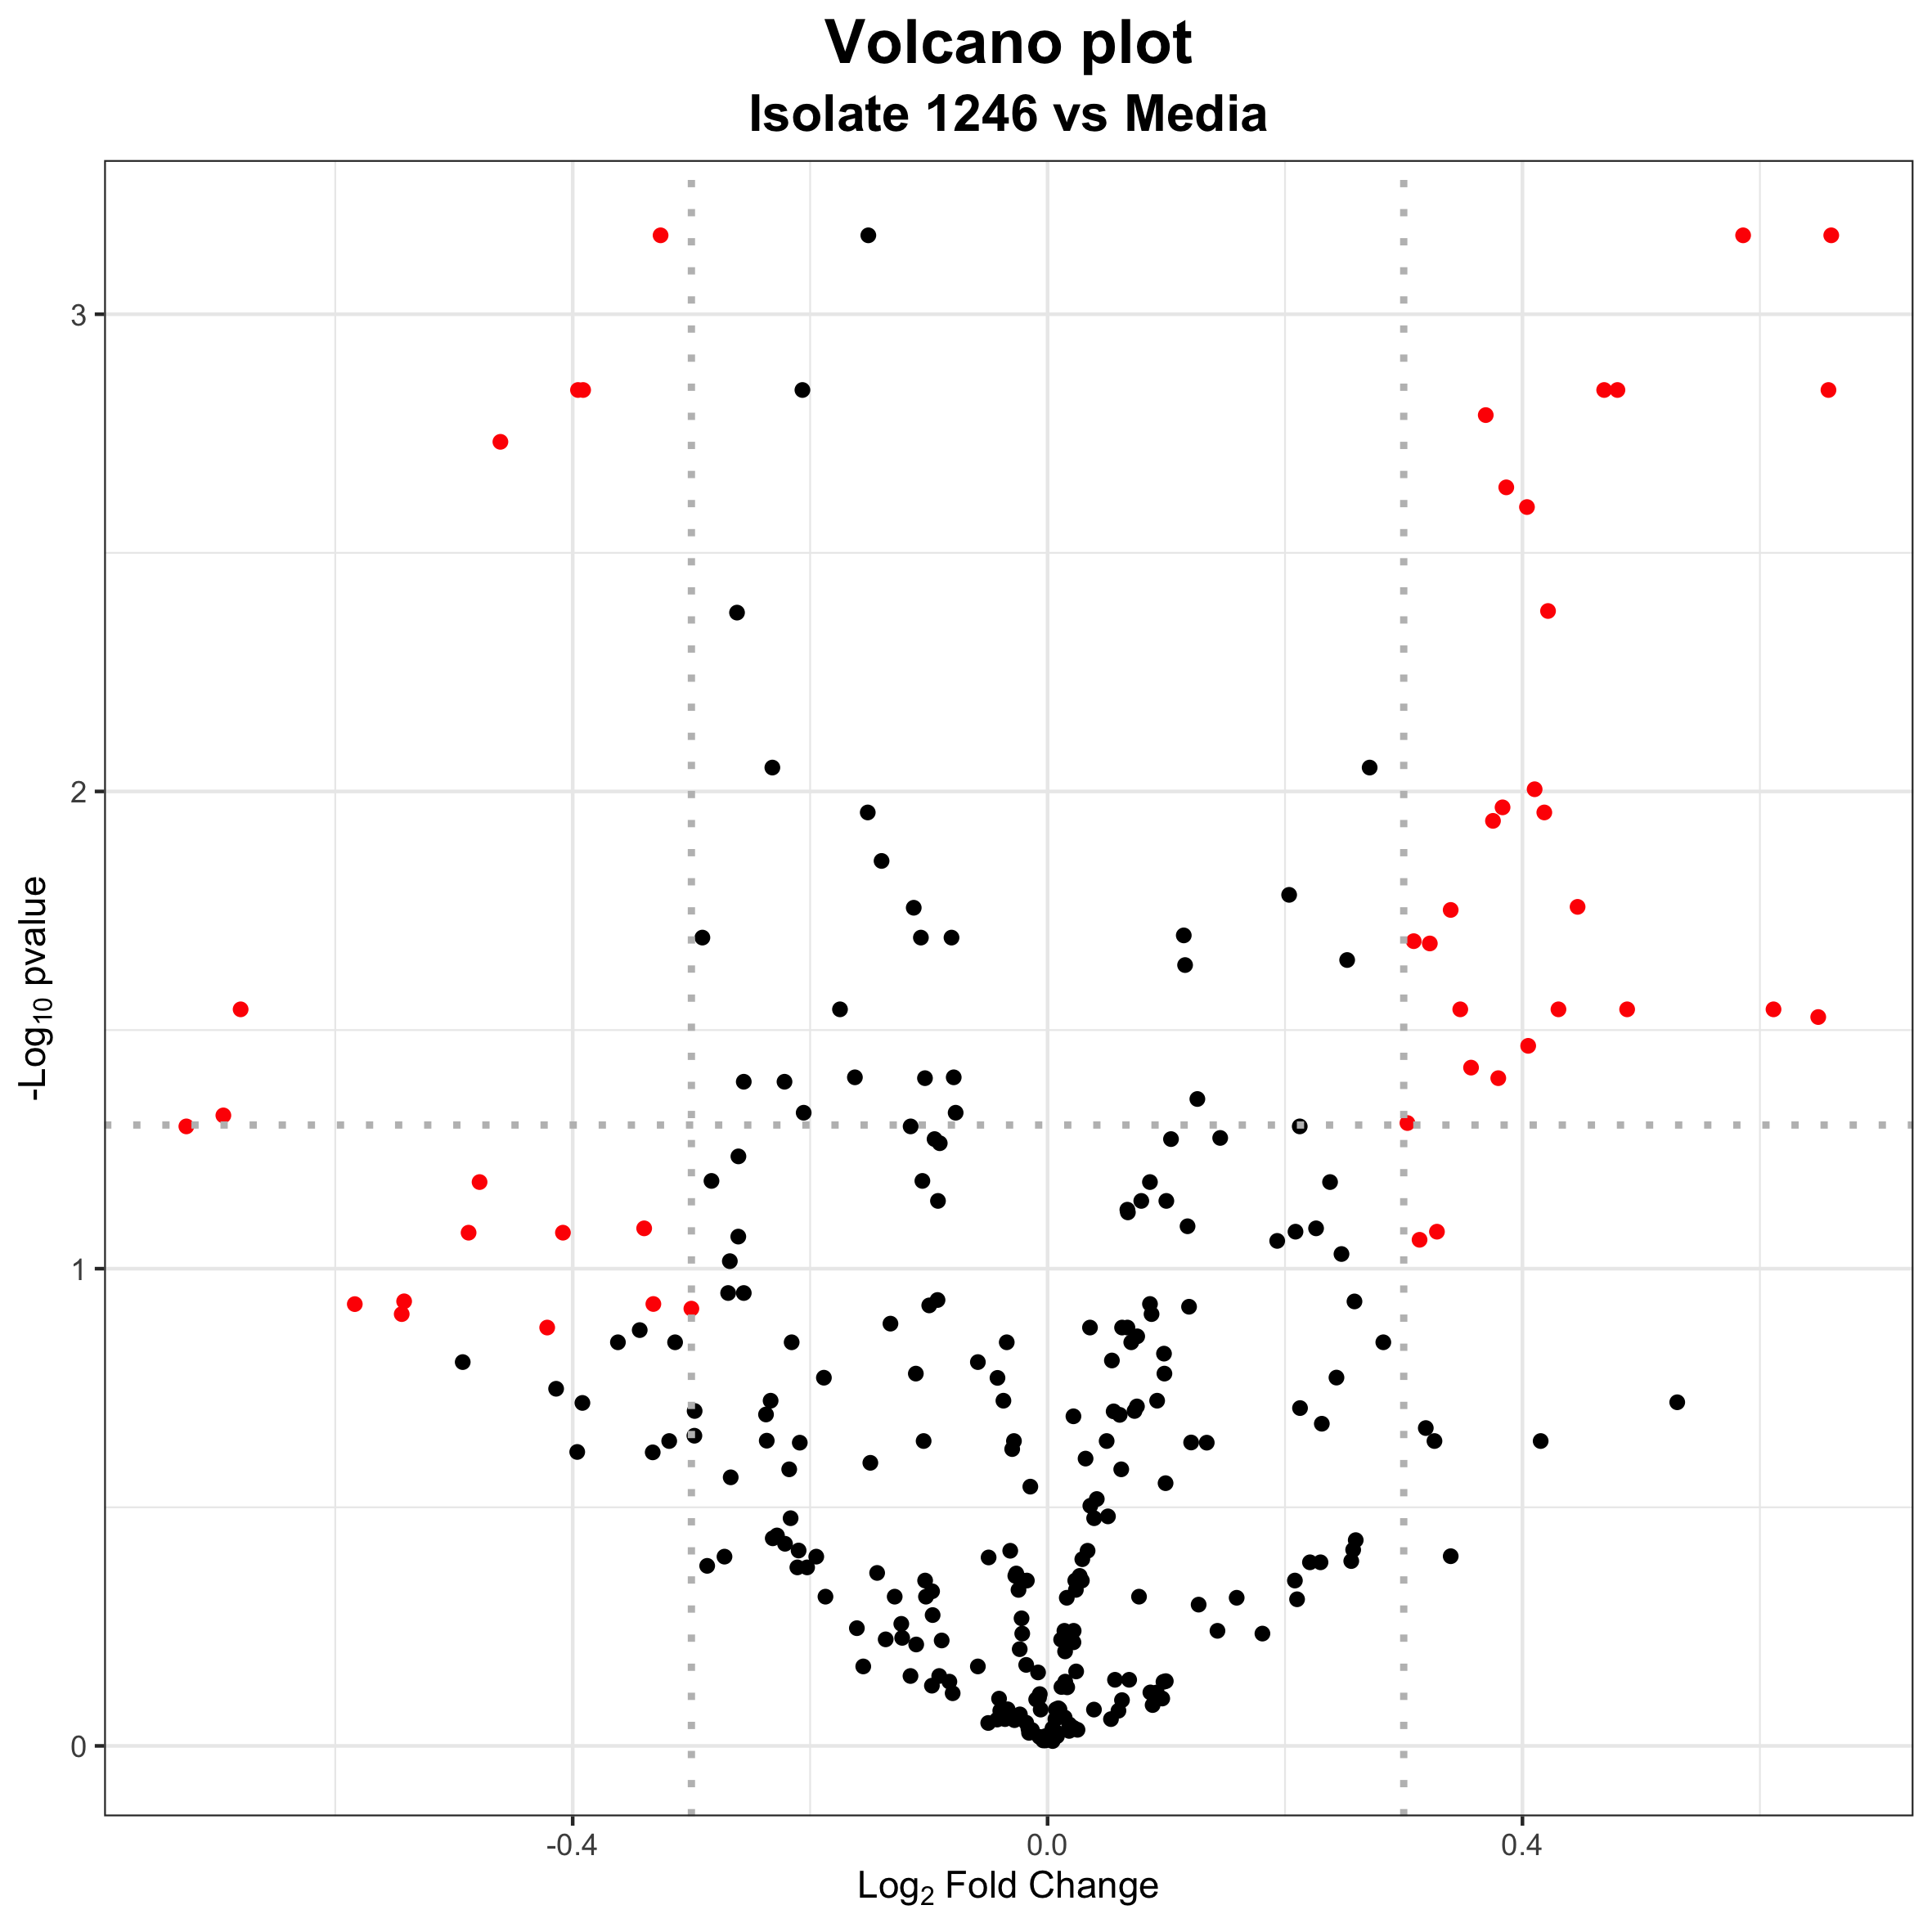 Volcano plot
Isolate 1246 vs Media
3
2
1
0
-Log10 pvalue
-0.4 0.0 0.4
Log2 Fold Change